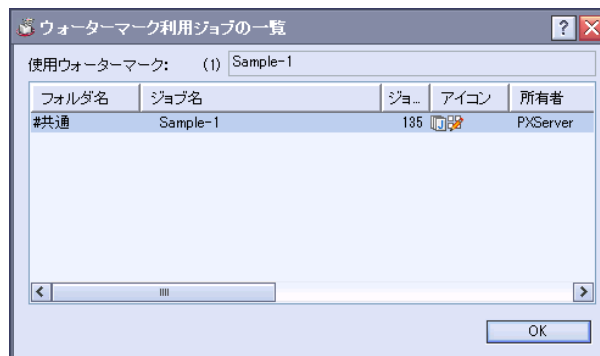 ウォーターマーク利用ジョブの一覧
使用ウォーターマーク: (1) Sample-1
フォルダ名 ジョブ名 ジョ... アイコン 所有者
#共通 Sample-1 135 PXServer
OK